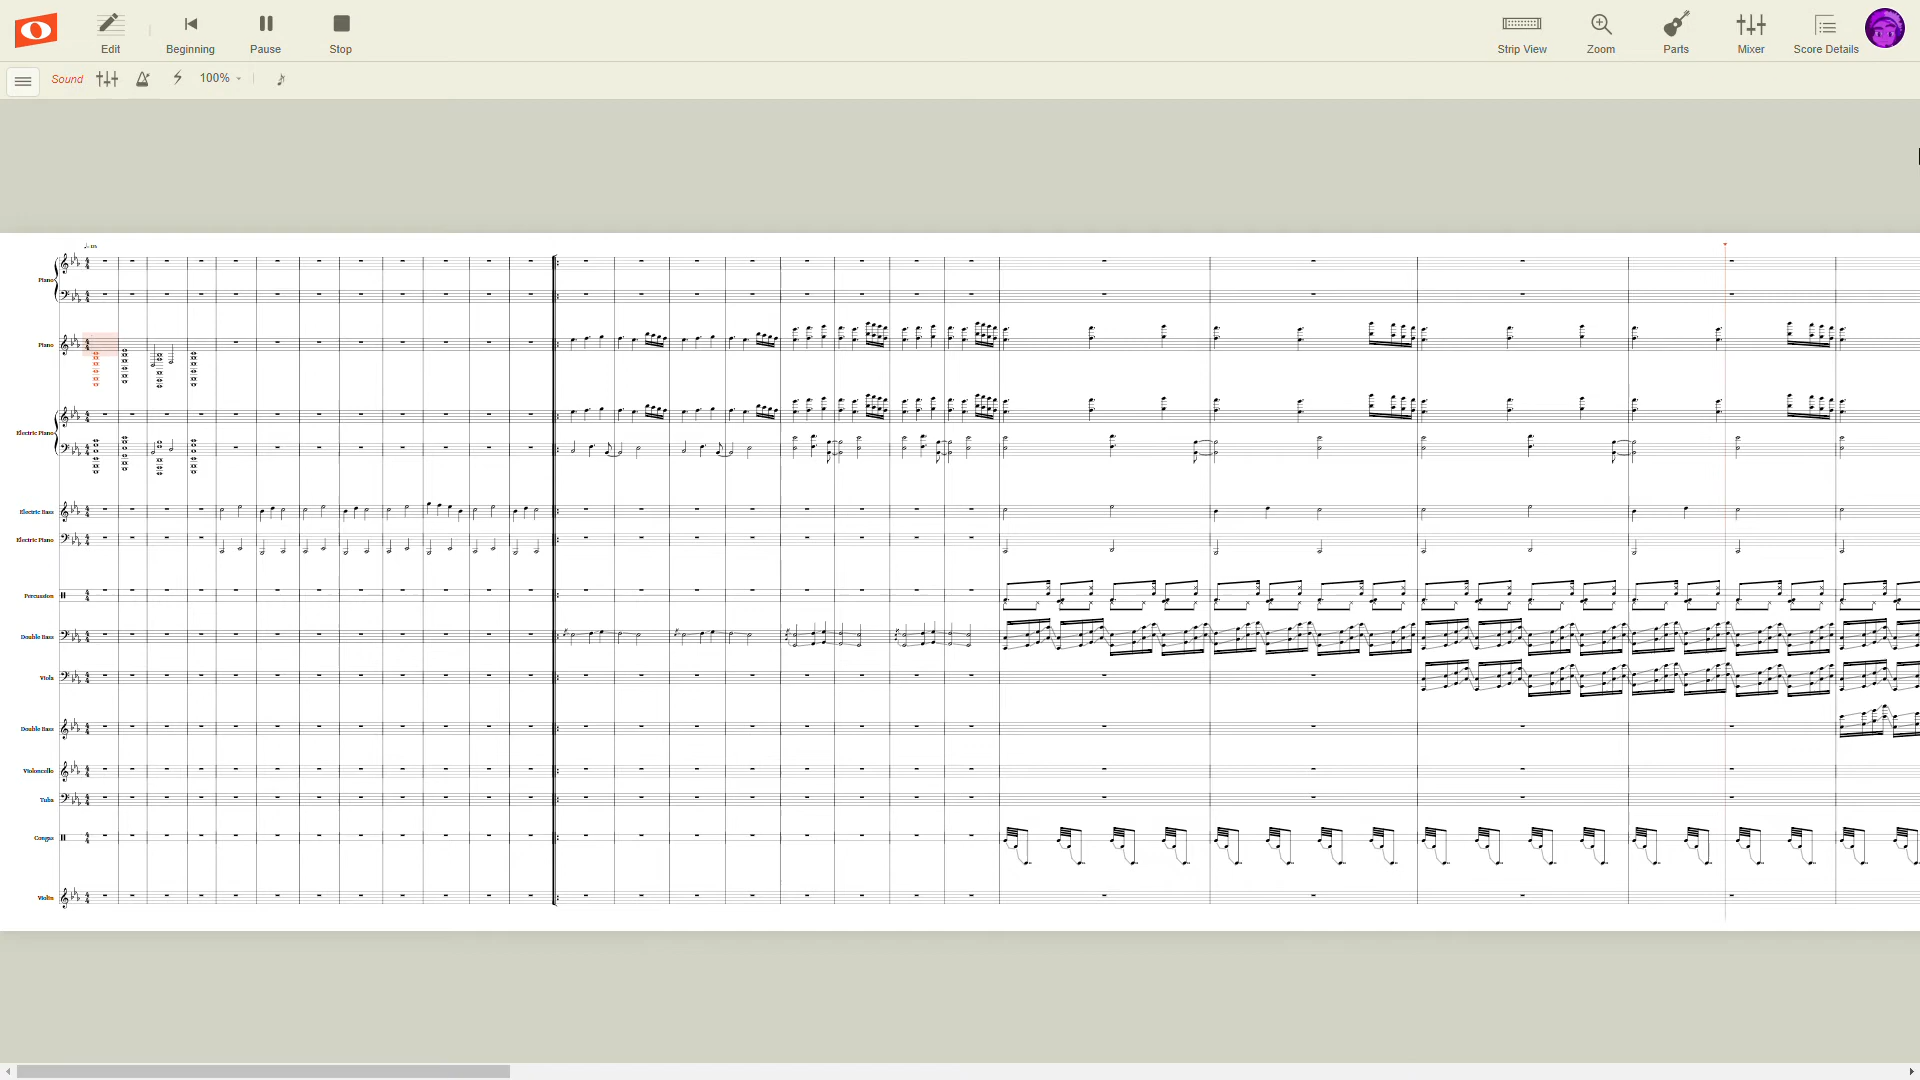 Edit
Beginning
Pause
Stop
Strip View
Zoom
Parts
Mixer
Score Details
Sound
100%
Piano
Piano
Electric Piano
Electric Bass
Electric Piano
Percussion
Double Bass
Viola
Double Bass
Violoncello
Tuba
Congas
Violin